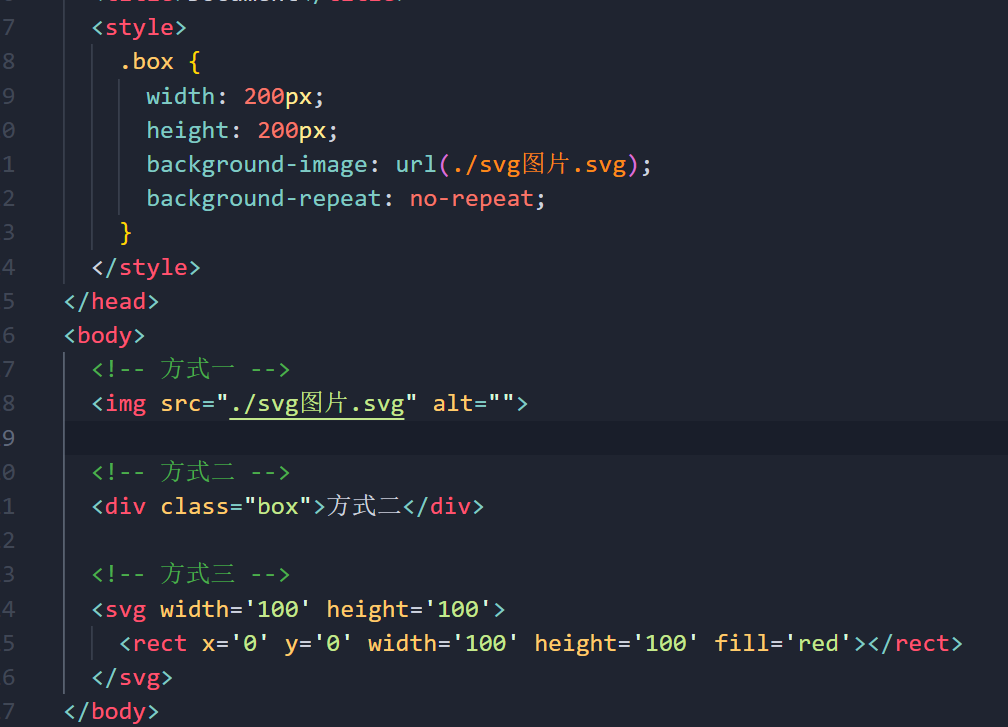 7 <style>
8 .box {
9 width: 200px;
0 height: 200px;
1 background-image: url(./svg图片.svg);
2 background-repeat: no-repeat;
3 }
4 </style>
5 </head>
6 <body>
7 <!-- 方式一 -->
8 <img src="./svg图片.svg" alt="">
9
0 <!-- 方式二 -->
1 <div class="box">方式二</div>
2
3 <!-- 方式三 -->
4 <svg width='100' height='100'>
5 <rect x='0' y='0' width='100' height='100' fill='red'></rect>
6 </svg>
7 </body>